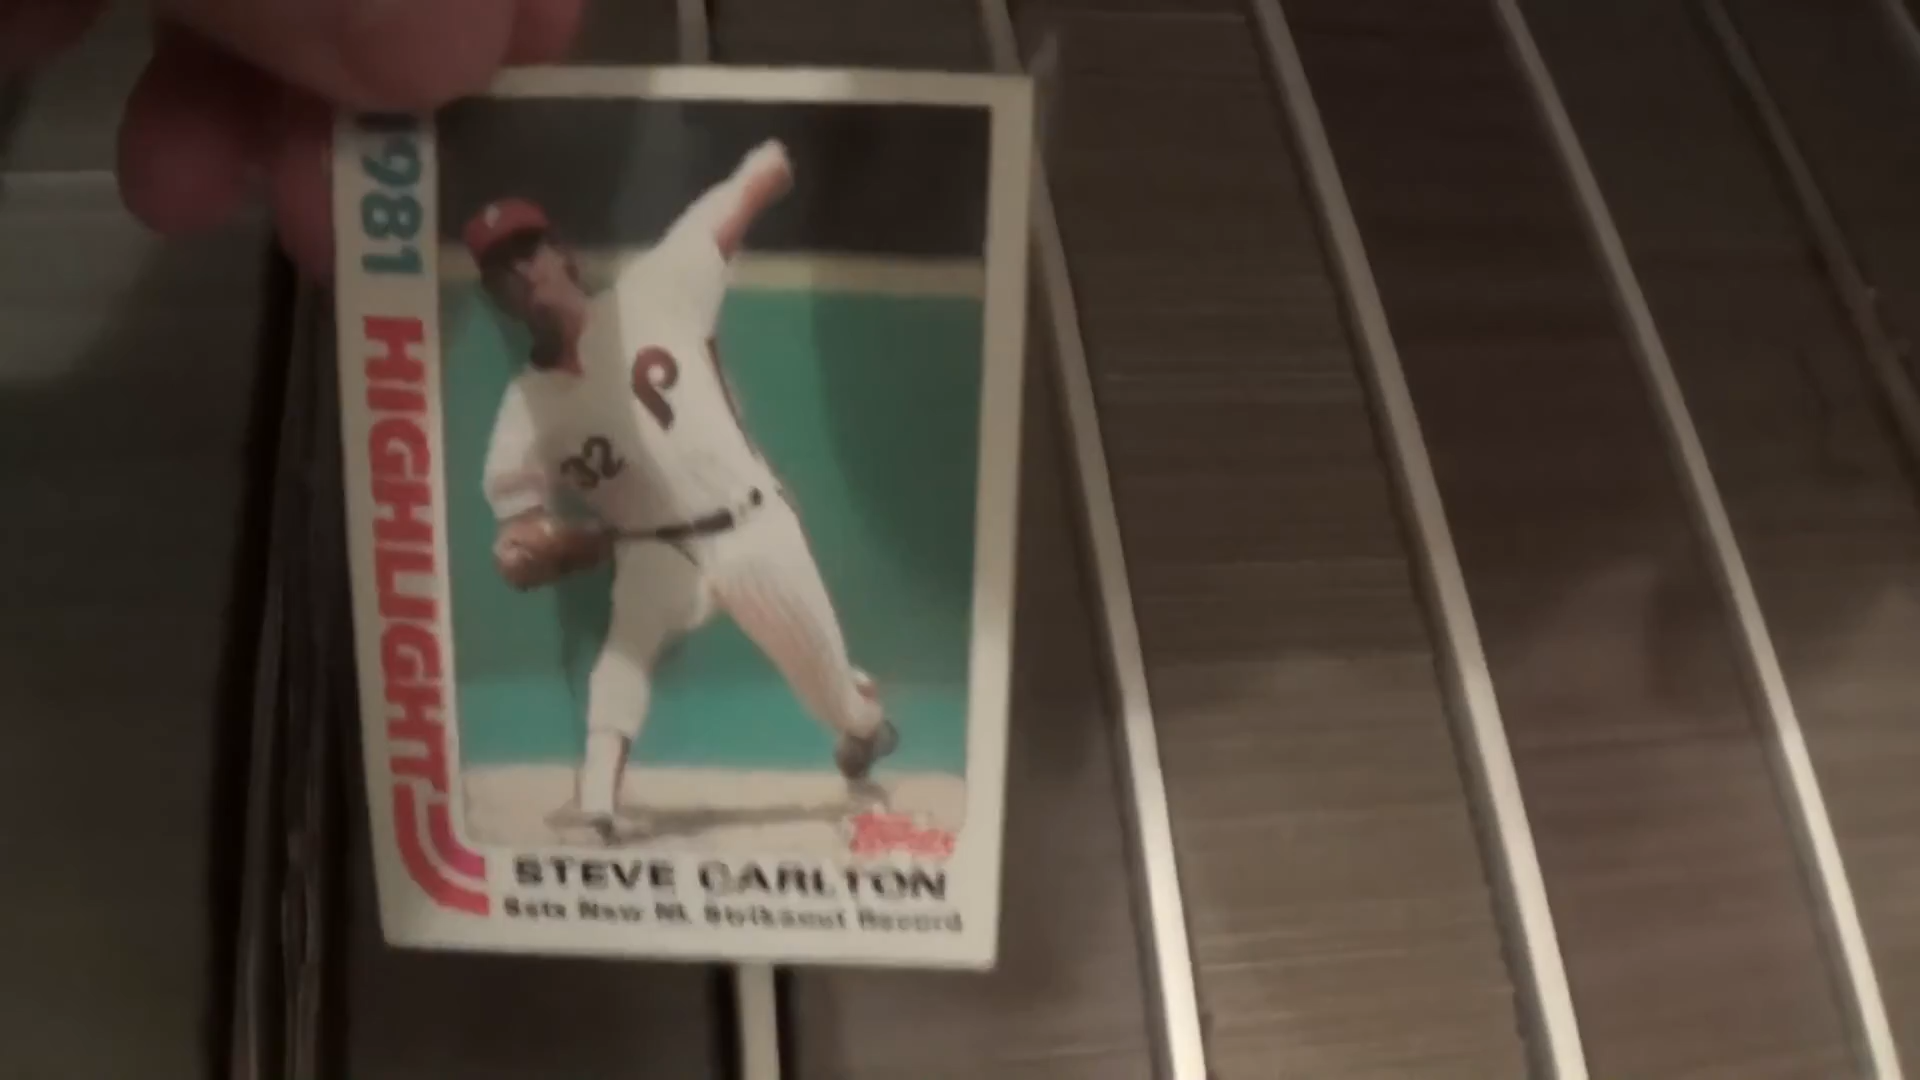 1981 HIGHLIGHT
P
32
Topps
STEVE CARLTON
Sets New NL Strikeout Record